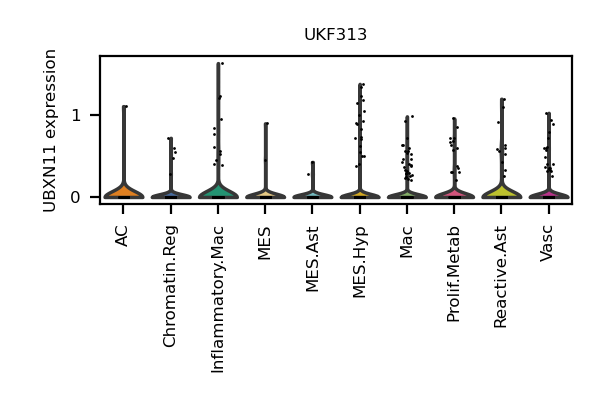 UKF313
UBXN11 expression
1
0
AC
Chromatin.Reg
Inflammatory.Mac
MES
MES.Ast
MES.Hyp
Mac
Prolif.Metab
Reactive.Ast
Vasc